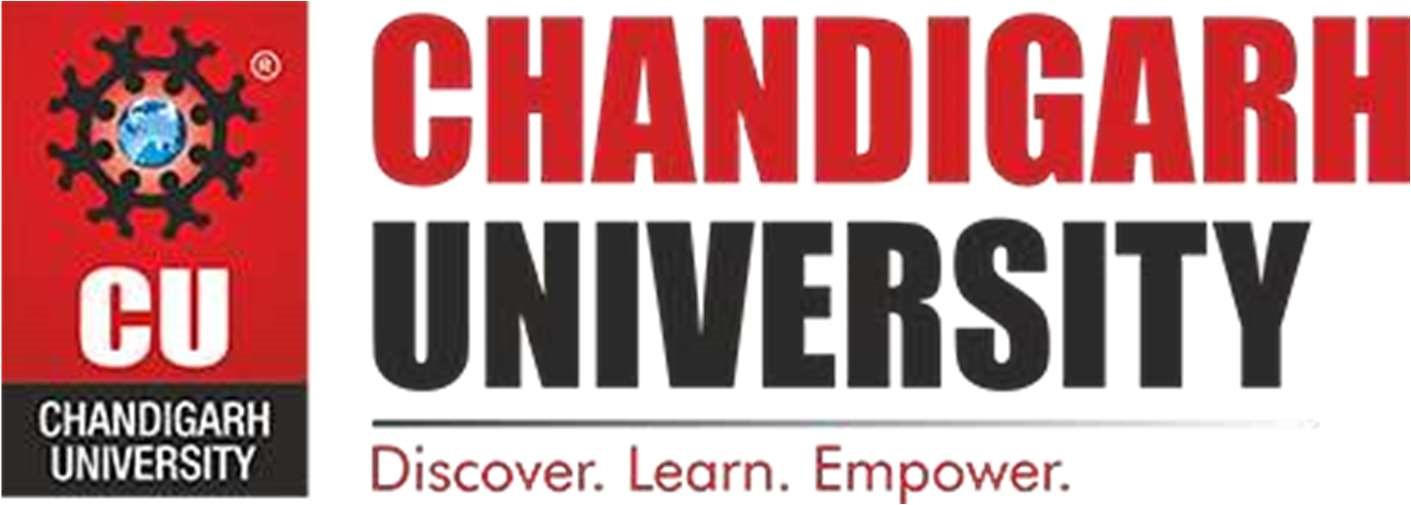 ®
CU
CHANDIGARH
UNIVERSITY
CHANDIGARH
UNIVERSITY
Discover. Learn. Empower.